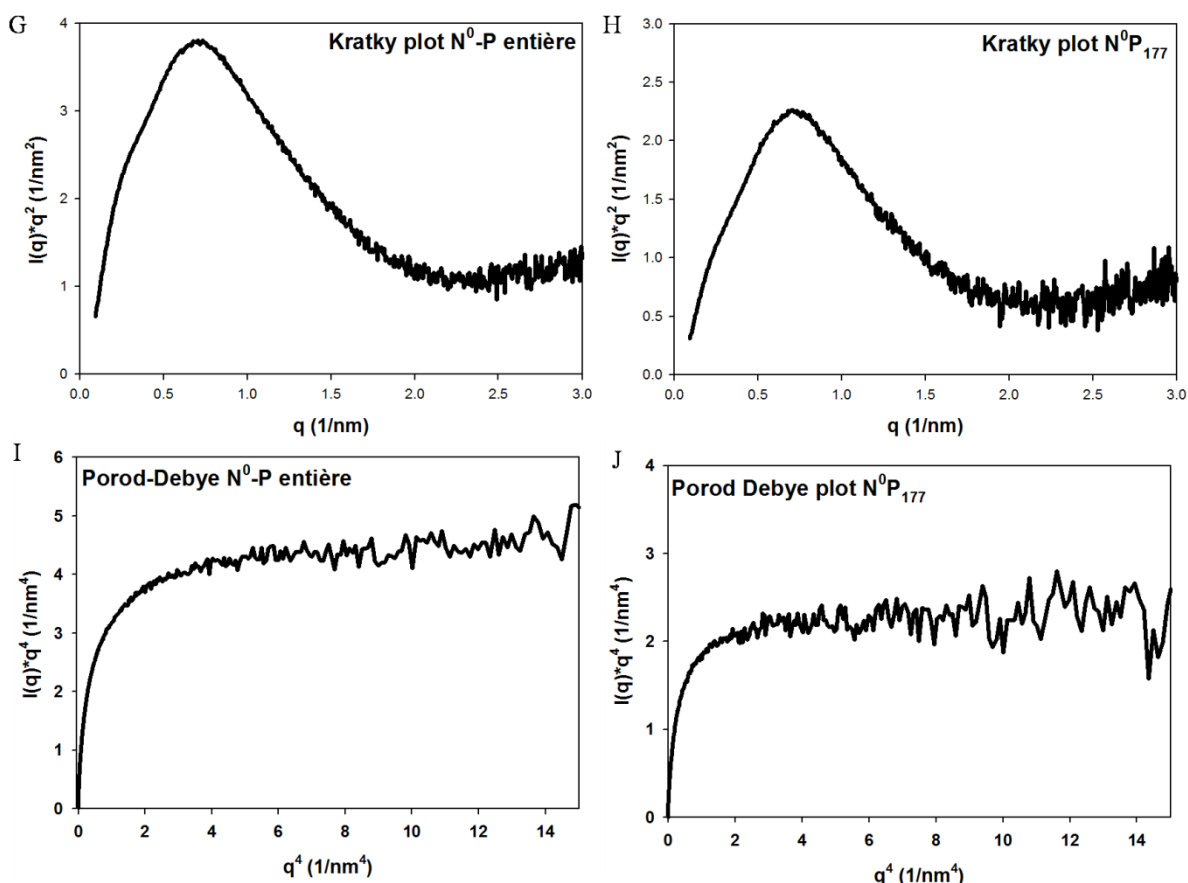 G
Kratky plot N⁰-P entière
I(q)*q² (1/nm²)
4
3
2
1
0
0.0 0.5 1.0 1.5 2.0 2.5 3.0
q (1/nm)
H
Kratky plot N⁰P₁₇₇
I(q)*q² (1/nm²)
3.0
2.5
2.0
1.5
1.0
0.5
0.0
0.0 0.5 1.0 1.5 2.0 2.5 3.0
q (1/nm)
I
Porod-Debye N⁰-P entière
I(q)*q⁴ (1/nm⁴)
6
5
4
3
2
1
0
0 2 4 6 8 10 12 14
q⁴ (1/nm⁴)
J
Porod Debye plot N⁰P₁₇₇
I(q)*q⁴ (1/nm⁴)
4
3
2
1
0
0 2 4 6 8 10 12 14
q⁴ (1/nm⁴)